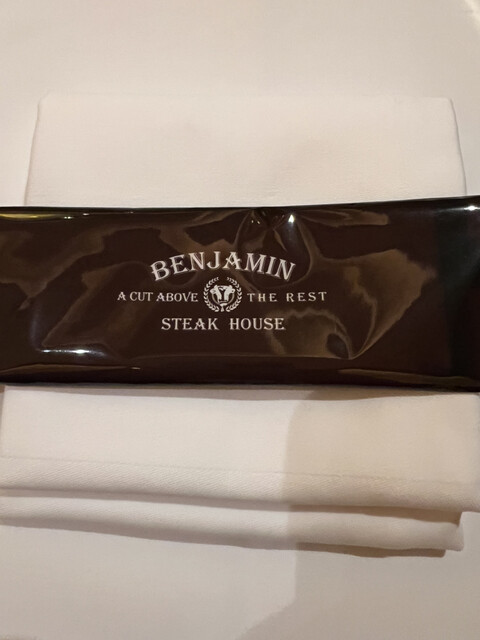 BENJAMIN
A CUT ABOVE THE REST
STEAK HOUSE